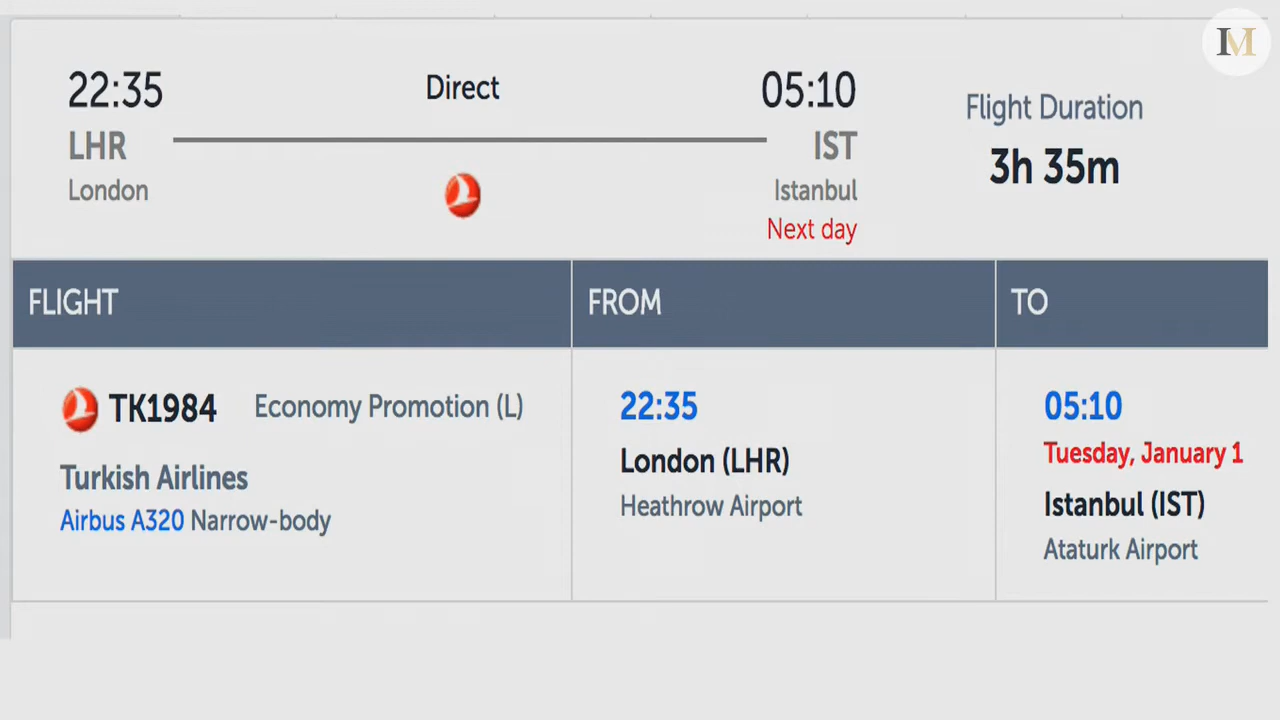 IM
22:35
Direct
05:10
Flight Duration
LHR
IST
3h 35m
London
Istanbul
Next day
FLIGHT
FROM
TO
TK1984
Economy Promotion (L)
22:35
05:10
Turkish Airlines
London (LHR)
Tuesday, January 1
Airbus A320 Narrow-body
Heathrow Airport
Istanbul (IST)
Ataturk Airport